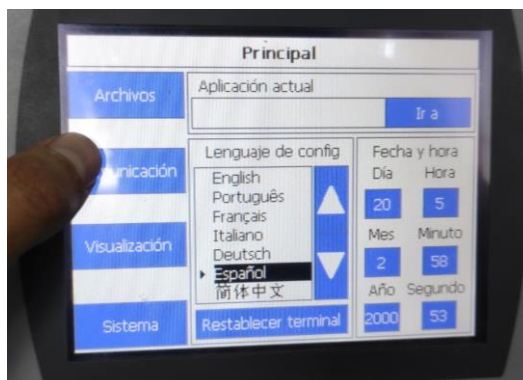 Principal
Archivos
Aplicación actual
Ir a
unicación
Lenguaje de config
English
Português
Français
Italiano
Deutsch
Español
简体中文
Restablecer terminal
Fecha y hora
Día Hora
20 5
Mes Minuto
2 58
Año Segundo
2000 53
Visualización
Sistema